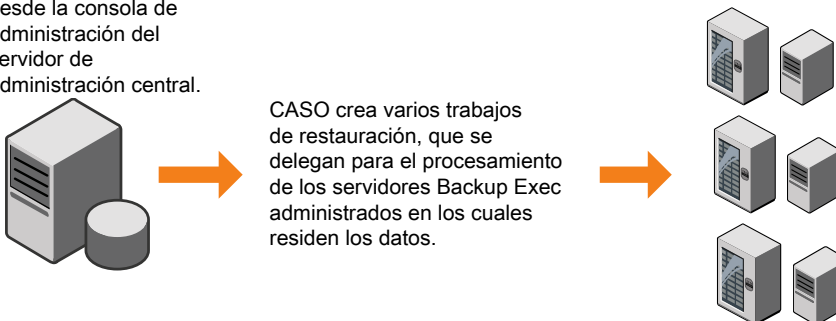 esde la consola de
dministración del
ervidor de
dministración central.
CASO crea varios trabajos
de restauración, que se
delegan para el procesamiento
de los servidores Backup Exec
administrados en los cuales
residen los datos.